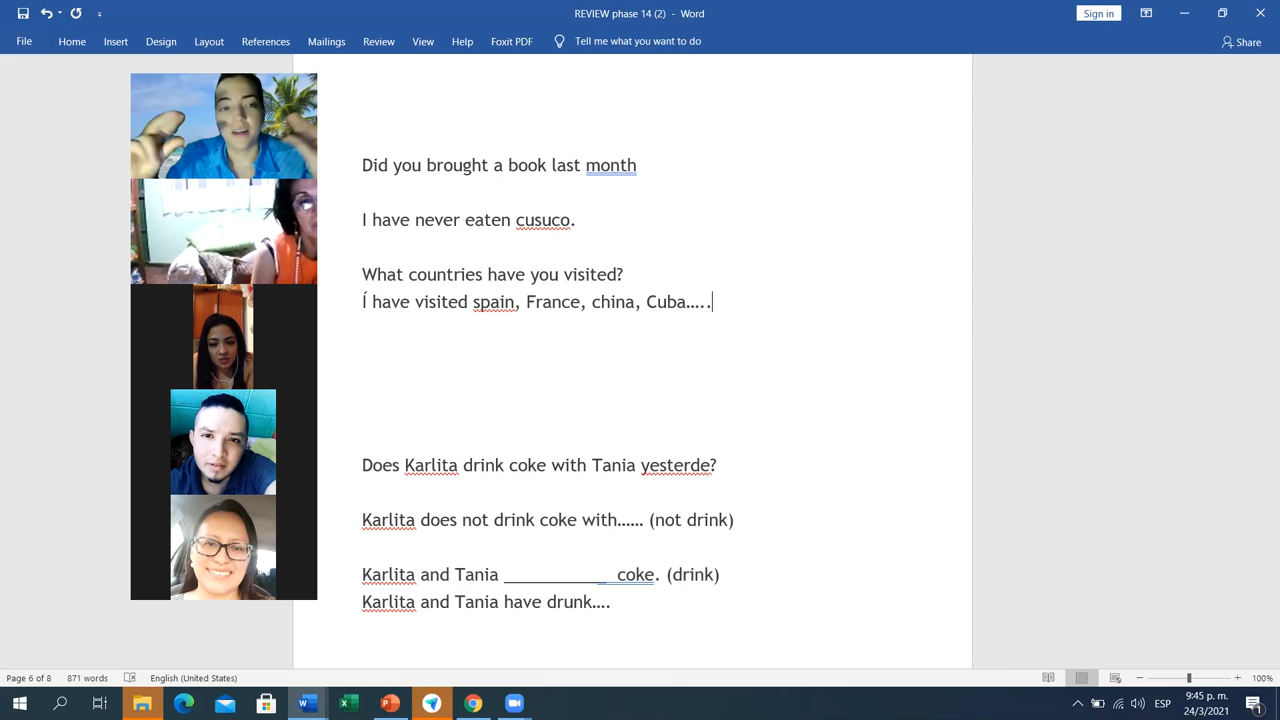 REVIEW phase 14 (2) - Word
Sign in
File Home Insert Design Layout References Mailings Review View Help Foxit PDF Tell me what you want to do Share
Did you brought a book last month
I have never eaten cusuco.
What countries have you visited?
Í have visited spain, France, china, Cuba…..
Does Karlita drink coke with Tania yesterde?
Karlita does not drink coke with…… (not drink)
Karlita and Tania ___________ coke. (drink)
Karlita and Tania have drunk….
Page 6 of 8 871 words English (United States) 100%
ESP
9:45 p. m.
24/3/2021